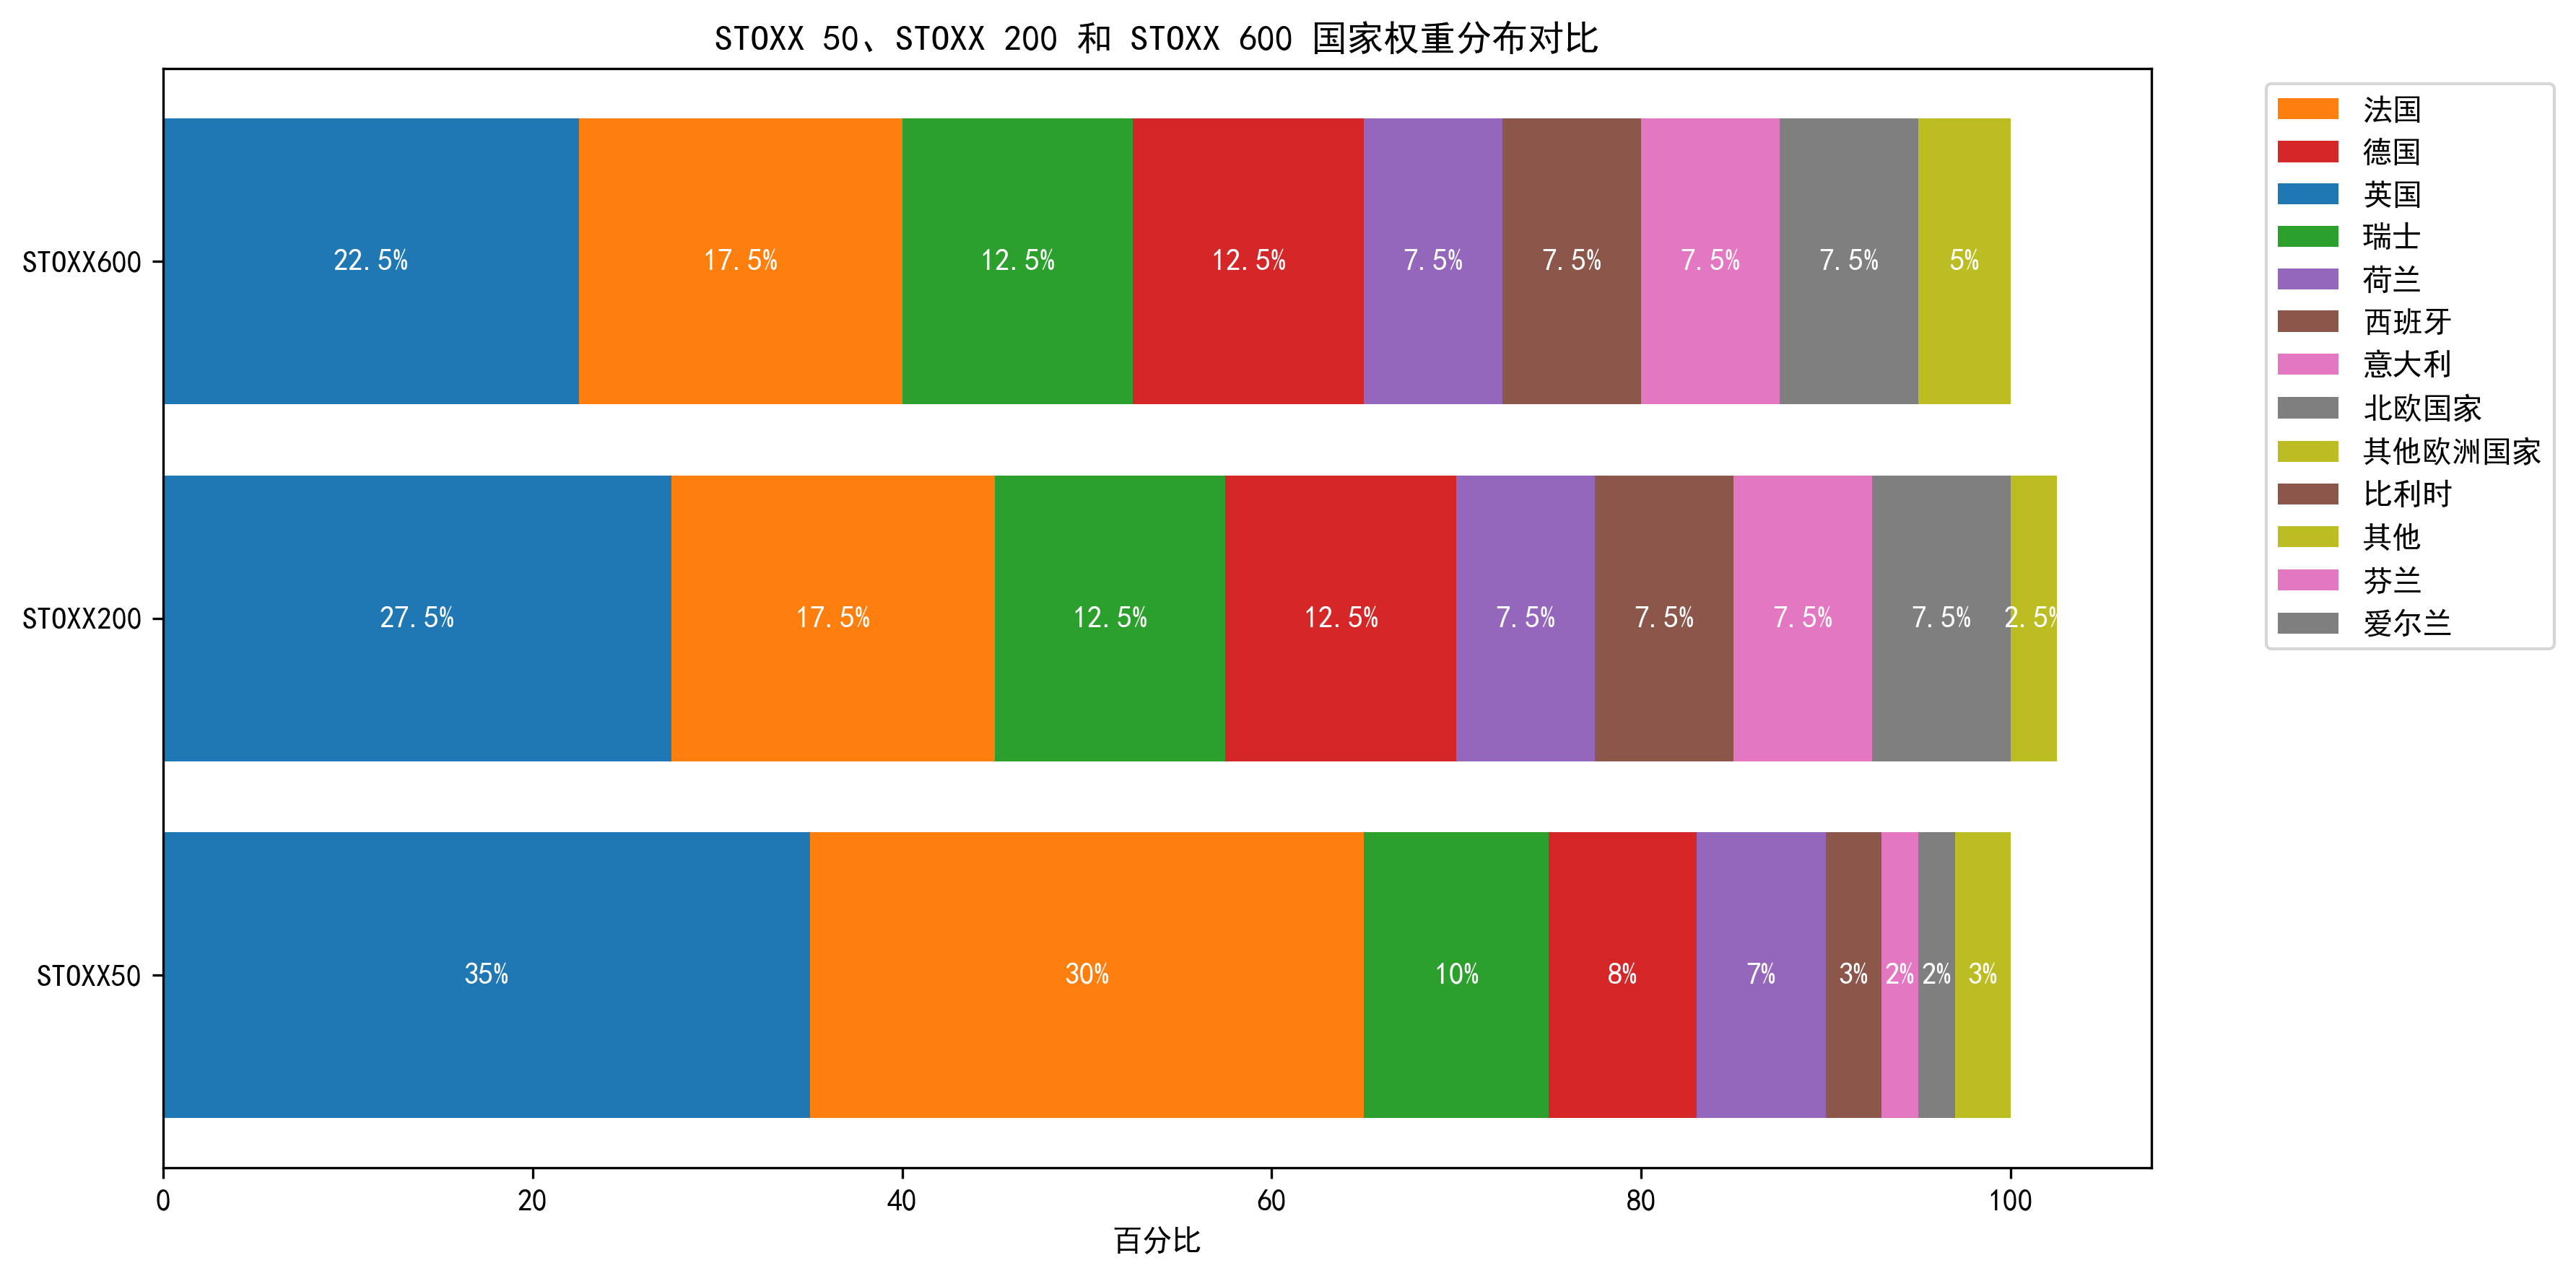 STOXX 50、STOXX 200 和 STOXX 600 国家权重分布对比
STOXX600
22.5% 17.5% 12.5% 12.5% 7.5% 7.5% 7.5% 7.5% 5%
STOXX200
27.5% 17.5% 12.5% 12.5% 7.5% 7.5% 7.5% 7.5% 2.5%
STOXX50
35% 30% 10% 8% 7% 3% 2% 2% 3%
0 20 40 60 80 100
百分比
法国
德国
英国
瑞士
荷兰
西班牙
意大利
北欧国家
其他欧洲国家
比利时
其他
芬兰
爱尔兰